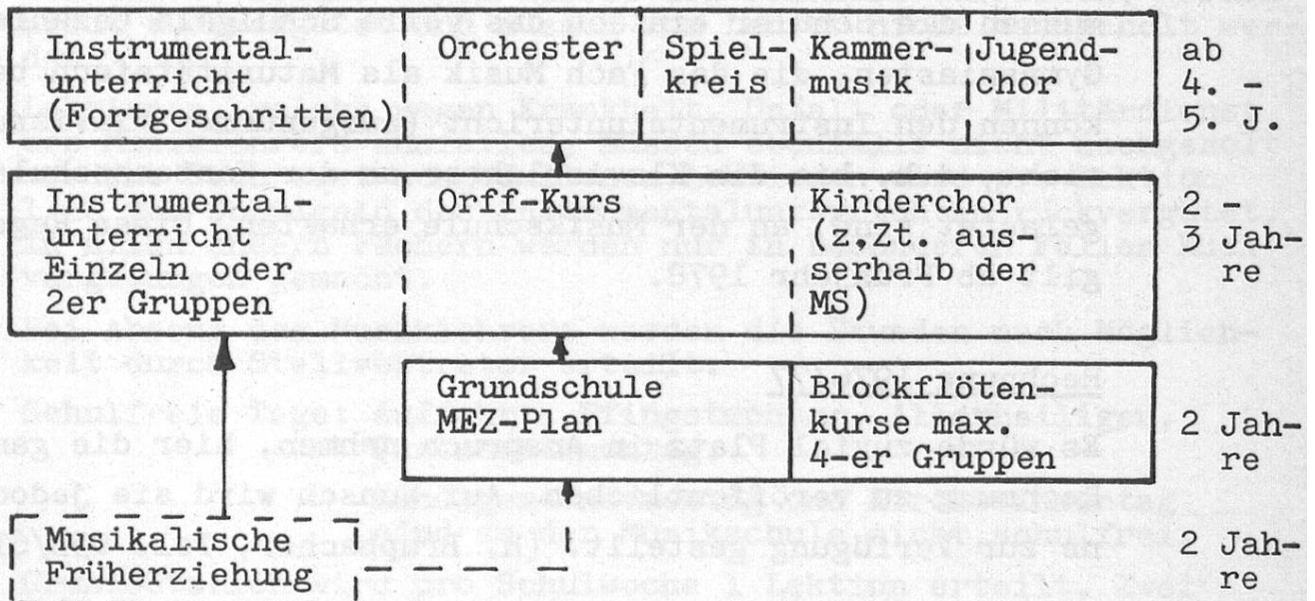 Instrumental-
unterricht
(Fortgeschritten)
Orchester
Spiel-
kreis
Kammer-
musik
Jugend-
chor
ab
4. -
5. J.
Instrumental-
unterricht
Einzeln oder
2er Gruppen
Orff-Kurs
Kinderchor
(z,Zt. aus-
serhalb der
MS)
2 -
3 Jah-
re
Grundschule
MEZ-Plan
Blockflöten-
kurse max.
4-er Gruppen
2 Jah-
re
Musikalische
Früherziehung
2 Jah-
re